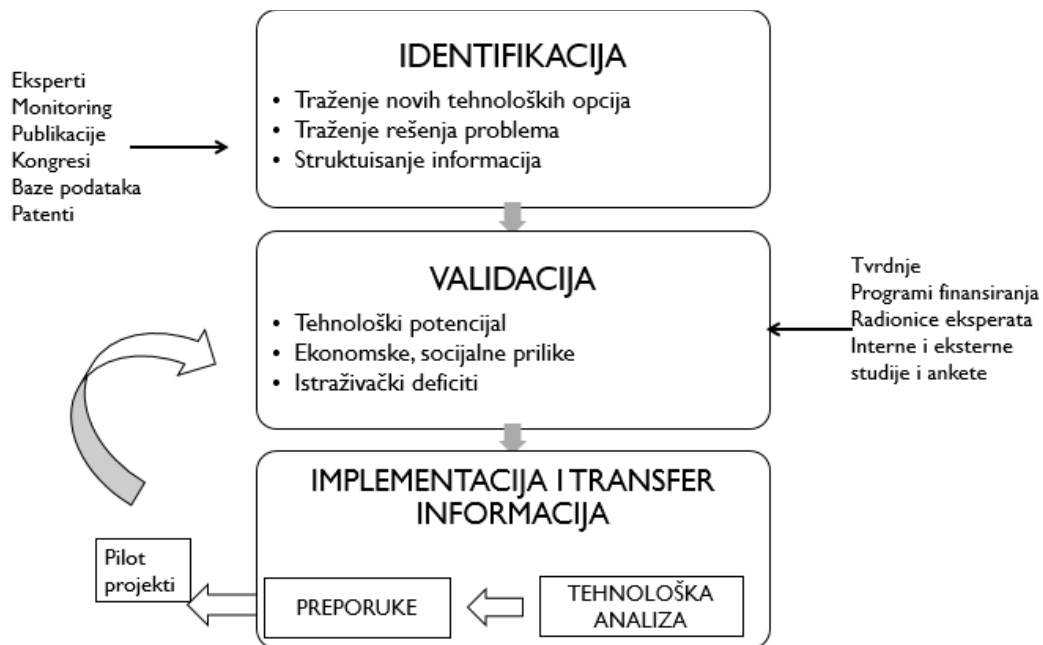 IDENTIFIKACIJA
• Traženje novih tehnoloških opcija
• Traženje rešenja problema
• Struktuisanje informacija
Eksperti
Monitoring
Publikacije
Kongresi
Baze podataka
Patenti
VALIDACIJA
• Tehnološki potencijal
• Ekonomske, socijalne prilike
• Istraživački deficiti
Tvrdnje
Programi finansiranja
Radionice eksperata
Interne i eksterne
studije i ankete
IMPLEMENTACIJA I TRANSFER
INFORMACIJA
TEHNOLOŠKA
ANALIZA
PREPORUKE
Pilot
projekti